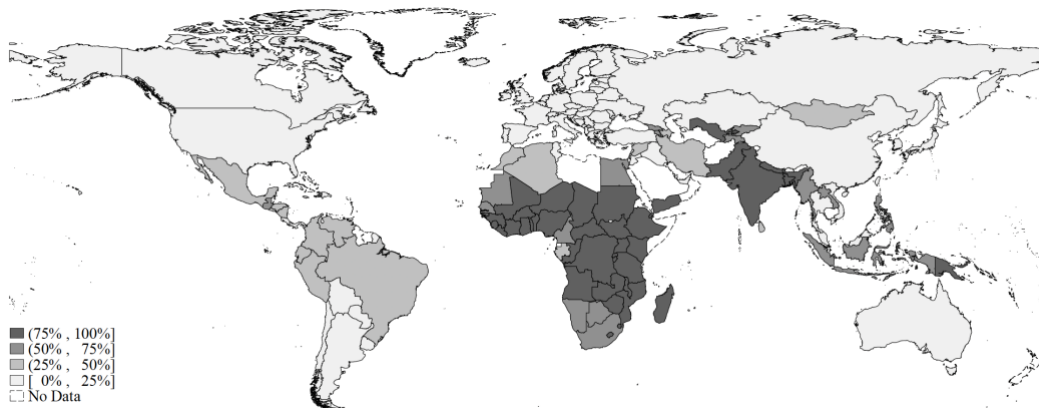 (75% , 100%]
(50% , 75%]
(25% , 50%]
[ 0% , 25%]
No Data